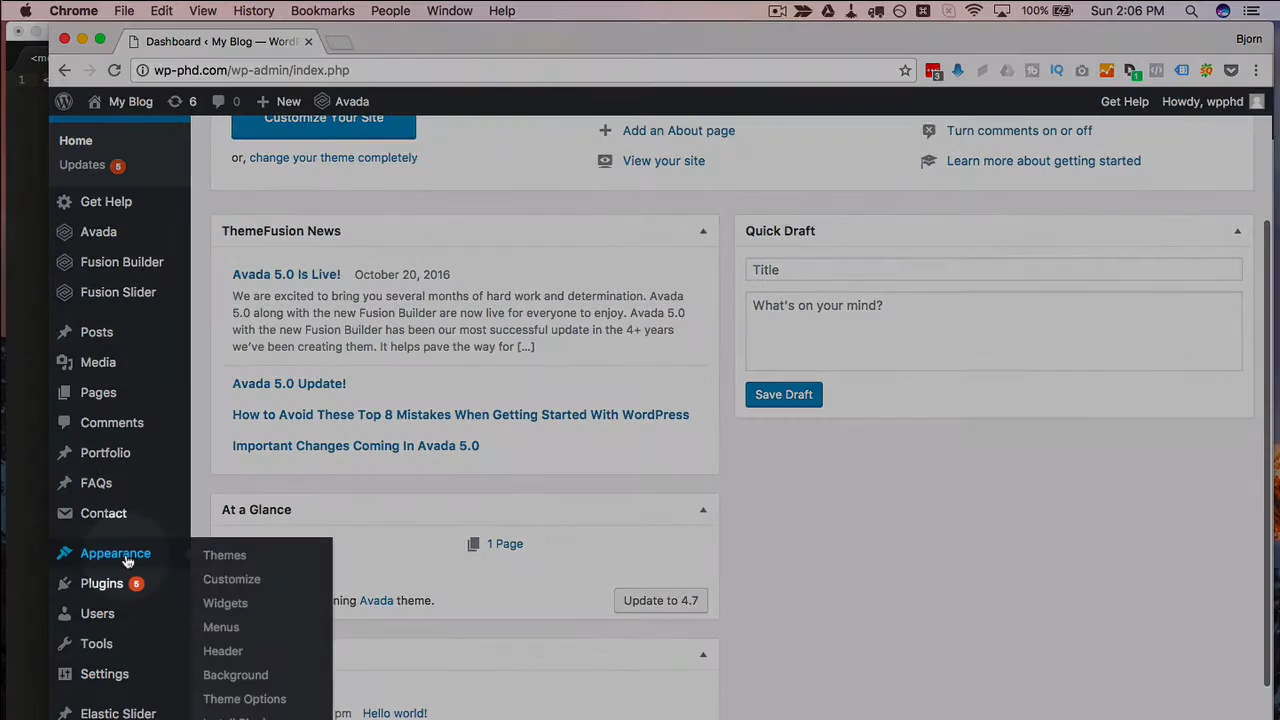 Chrome File Edit View History Bookmarks People Window Help 100% Sun 2:06 PM
Dashboard ‹ My Blog — WordP Bjorn
wp-phd.com/wp-admin/index.php
3 1
My Blog 6 0 New Avada Get Help Howdy, wpphd
1
Home
Updates 5
Get Help
Avada
Fusion Builder
Fusion Slider
Posts
Media
Pages
Comments
Portfolio
FAQs
Contact
Appearance
Plugins 5
Users
Tools
Settings
Elastic Slider
Themes
Customize
Widgets
Menus
Header
Background
Theme Options
Customize Your Site
or, change your theme completely
Add an About page
View your site
Turn comments on or off
Learn more about getting started
ThemeFusion News
Avada 5.0 Is Live! October 20, 2016
We are excited to bring you several months of hard work and determination. Avada
5.0 along with the new Fusion Builder are now live for everyone to enjoy. Avada 5.0
with the new Fusion Builder has been our most successful update in the 4+ years
we've been creating them. It helps pave the way for [...]
Avada 5.0 Update!
How to Avoid These Top 8 Mistakes When Getting Started With WordPress
Important Changes Coming In Avada 5.0
Quick Draft
Title
What's on your mind?
Save Draft
At a Glance
1 Page
Avada theme.
Update to 4.7
pm Hello world!